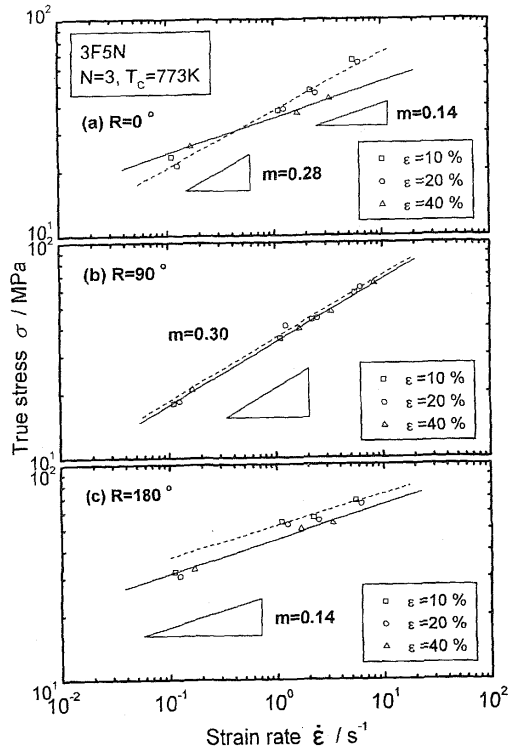 10²
3F5N
N=3, T_C=773K
(a) R=0 °
m=0.14
m=0.28
ε=10 %
ε=20 %
ε=40 %
10¹
10²
(b) R=90 °
m=0.30
ε=10 %
ε=20 %
ε=40 %
10¹
10²
(c) R=180 °
m=0.14
ε=10 %
ε=20 %
ε=40 %
10¹
10⁻² 10⁻¹ 10⁰ 10¹ 10²
True stress σ / MPa
Strain rate ε̇ / s⁻¹